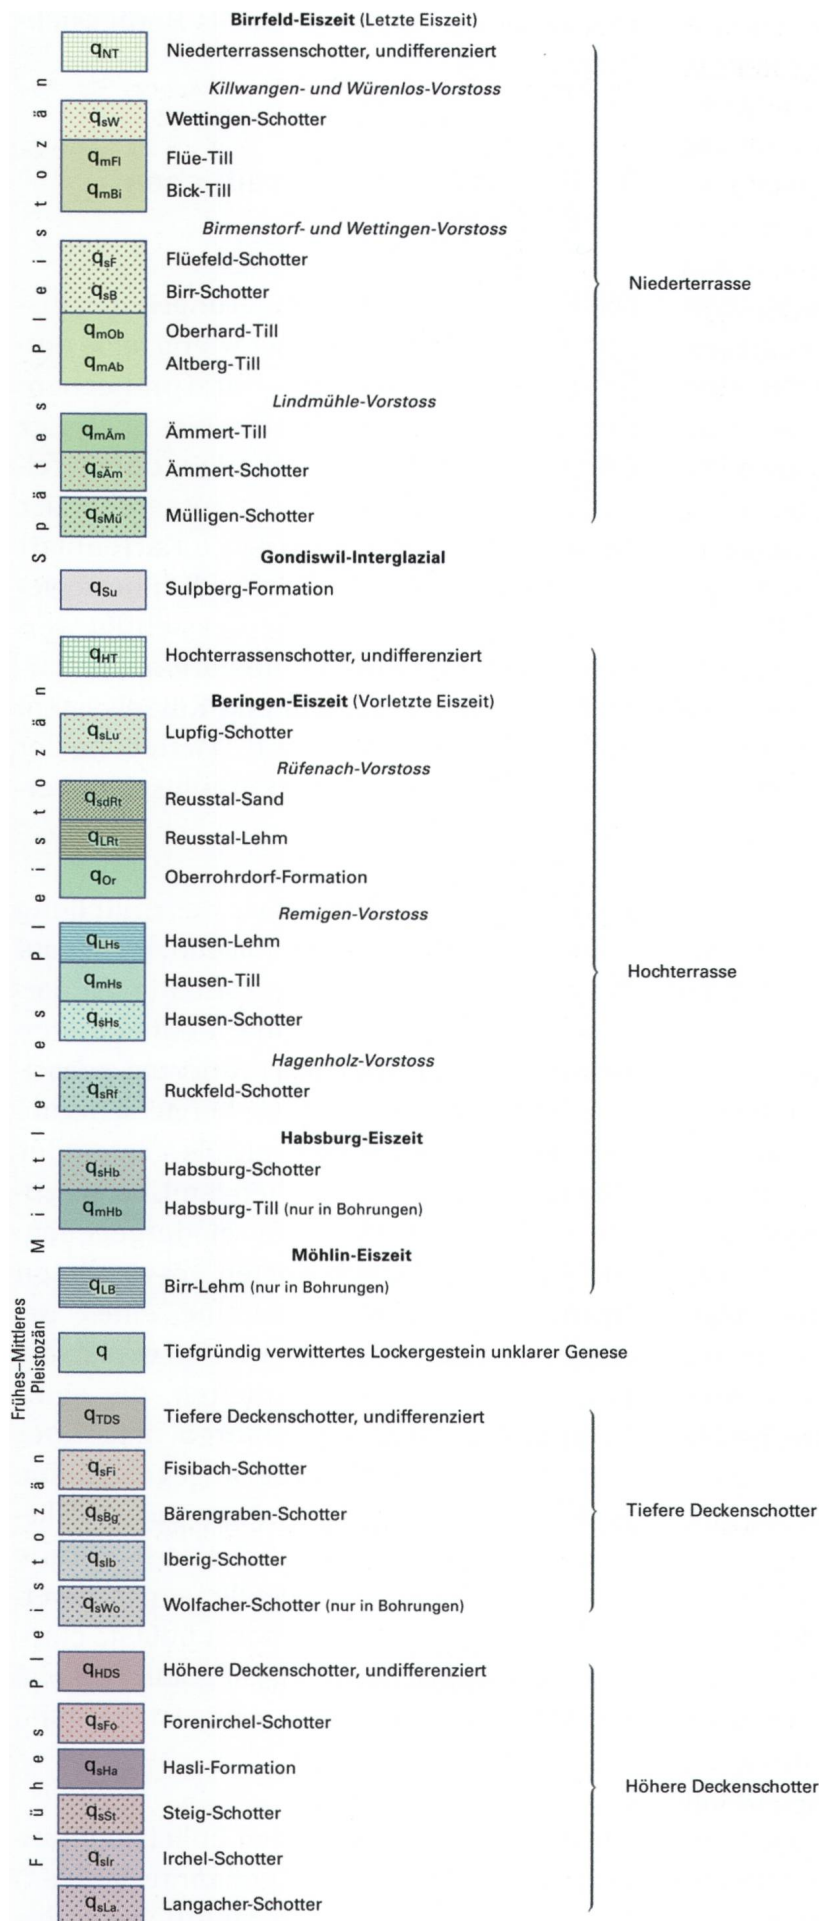 Birrfeld-Eiszeit (Letzte Eiszeit)
qNT Niederterrassenschotter, undifferenziert
Killwangen- und Würenlos-Vorstoss
qsW Wettingen-Schotter
qmFl Flüe-Till
qmBi Bick-Till
Birmenstorf- und Wettingen-Vorstoss
qsF Flüefeld-Schotter
Niederterrasse
qsB Birr-Schotter
qmOb Oberhard-Till
qmAb Altberg-Till
Lindmühle-Vorstoss
qmÄm Ämmert-Till
qsÄm Ämmert-Schotter
qsMü Mülligen-Schotter
Spätes Pleistozän
Gondiswil-Interglazial
qSu Sulpberg-Formation
qHT Hochterrassenschotter, undifferenziert
Beringen-Eiszeit (Vorletzte Eiszeit)
qsLu Lupfig-Schotter
Rüfenach-Vorstoss
qsdRt Reusstal-Sand
qLRt Reusstal-Lehm
qOr Oberrohrdorf-Formation
Remigen-Vorstoss
qLHs Hausen-Lehm
Hochterrasse
qmHs Hausen-Till
qsHs Hausen-Schotter
Hagenholz-Vorstoss
qsRf Ruckfeld-Schotter
Habsburg-Eiszeit
qsHb Habsburg-Schotter
qmHb Habsburg-Till (nur in Bohrungen)
Mittleres Pleistozän
Möhlin-Eiszeit
qLB Birr-Lehm (nur in Bohrungen)
Frühes–Mittleres
Pleistozän
q Tiefgründig verwittertes Lockergestein unklarer Genese
qTDS Tiefere Deckenschotter, undifferenziert
qsFi Fisibach-Schotter
qsBg Bärengraben-Schotter
Tiefere Deckenschotter
qsIb Iberig-Schotter
qsWo Wolfacher-Schotter (nur in Bohrungen)
qHDS Höhere Deckenschotter, undifferenziert
qsFo Forenirchel-Schotter
qsHa Hasli-Formation
Höhere Deckenschotter
qsSt Steig-Schotter
qsIr Irchel-Schotter
qsLa Langacher-Schotter
Frühes Pleistozän